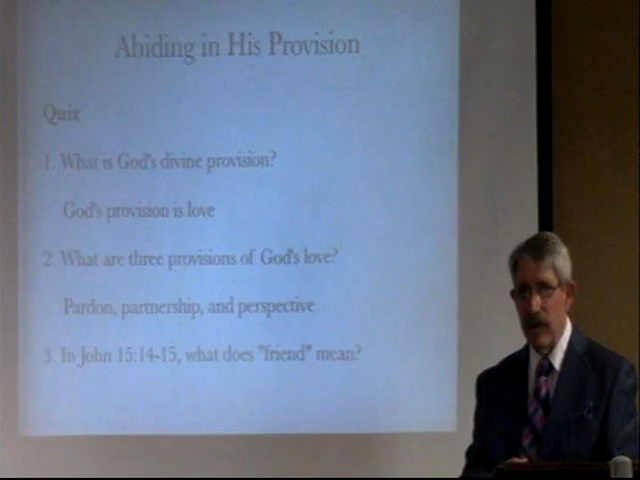 Abiding in His Provision
Quiz
1. What is God's divine provision?
God's provision is love
2. What are three provisions of God's love?
Pardon, partnership, and perspective
3. In John 15:14-15, what does "friend" mean?